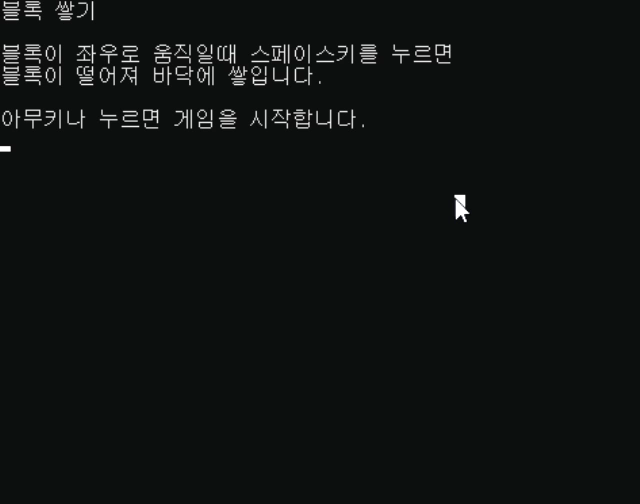 블록 쌓기
블록이 좌우로 움직일때 스페이스키를 누르면
블록이 떨어져 바닥에 쌓입니다.
아무키나 누르면 게임을 시작합니다.